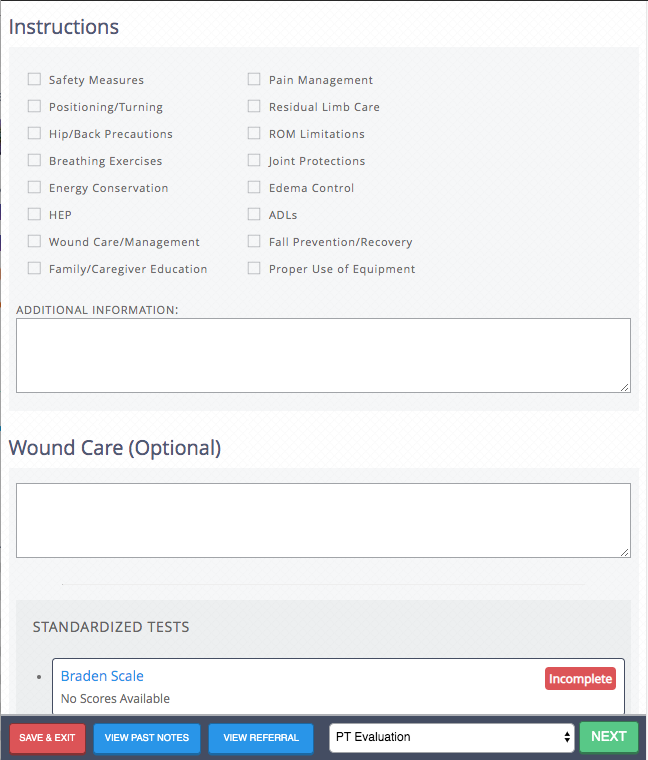 Instructions
Safety Measures
Pain Management
Positioning/Turning
Residual Limb Care
Hip/Back Precautions
ROM Limitations
Breathing Exercises
Joint Protections
Energy Conservation
Edema Control
HEP
ADLs
Wound Care/Management
Fall Prevention/Recovery
Family/Caregiver Education
Proper Use of Equipment
ADDITIONAL INFORMATION:
Wound Care (Optional)
STANDARDIZED TESTS
Braden Scale
Incomplete
No Scores Available
SAVE & EXIT
VIEW PAST NOTES
VIEW REFERRAL
PT Evaluation
NEXT